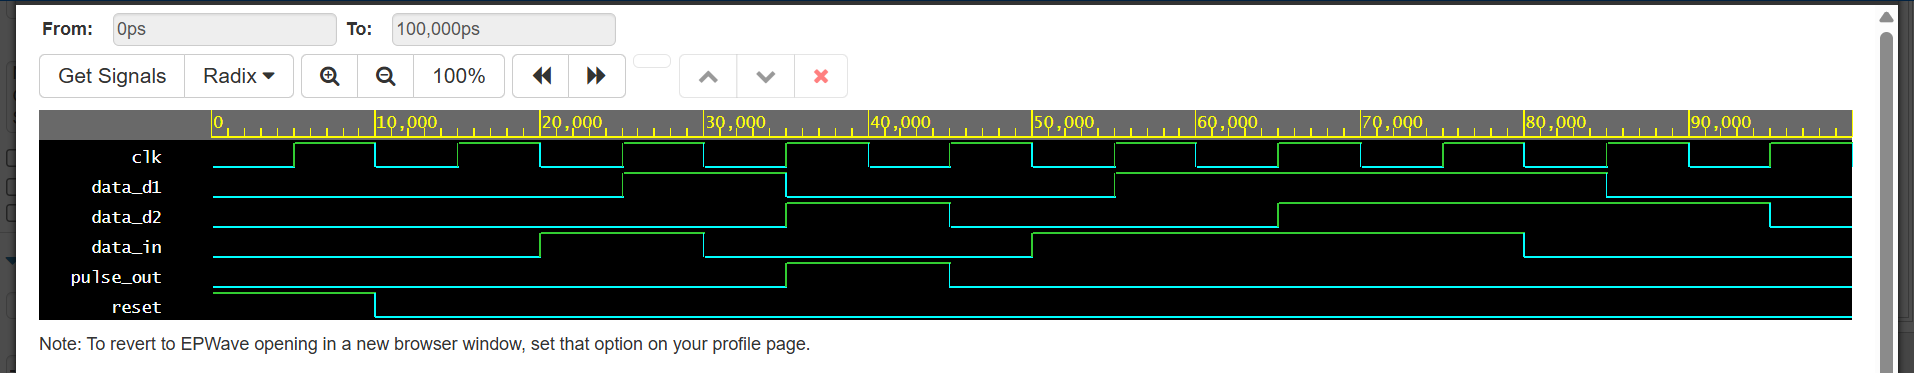 From: 0ps To: 100,000ps
Get Signals Radix 100%
0 10,000 20,000 30,000 40,000 50,000 60,000 70,000 80,000 90,000
clk
data_d1
data_d2
data_in
pulse_out
reset
Note: To revert to EPWave opening in a new browser window, set that option on your profile page.